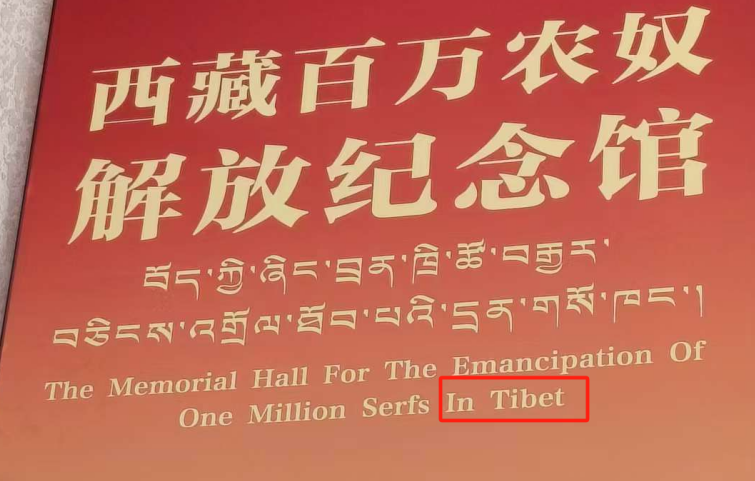 西藏百万农奴
解放纪念馆
བོད་ཀྱི་ཞིང་བྲན་ཁྲི་ཚོ་བརྒྱར་
བཅིངས་འགྲོལ་ཐོབ་པའི་དྲན་གསོ་ཁང་།
The Memorial Hall For The Emancipation Of
One Million Serfs In Tibet